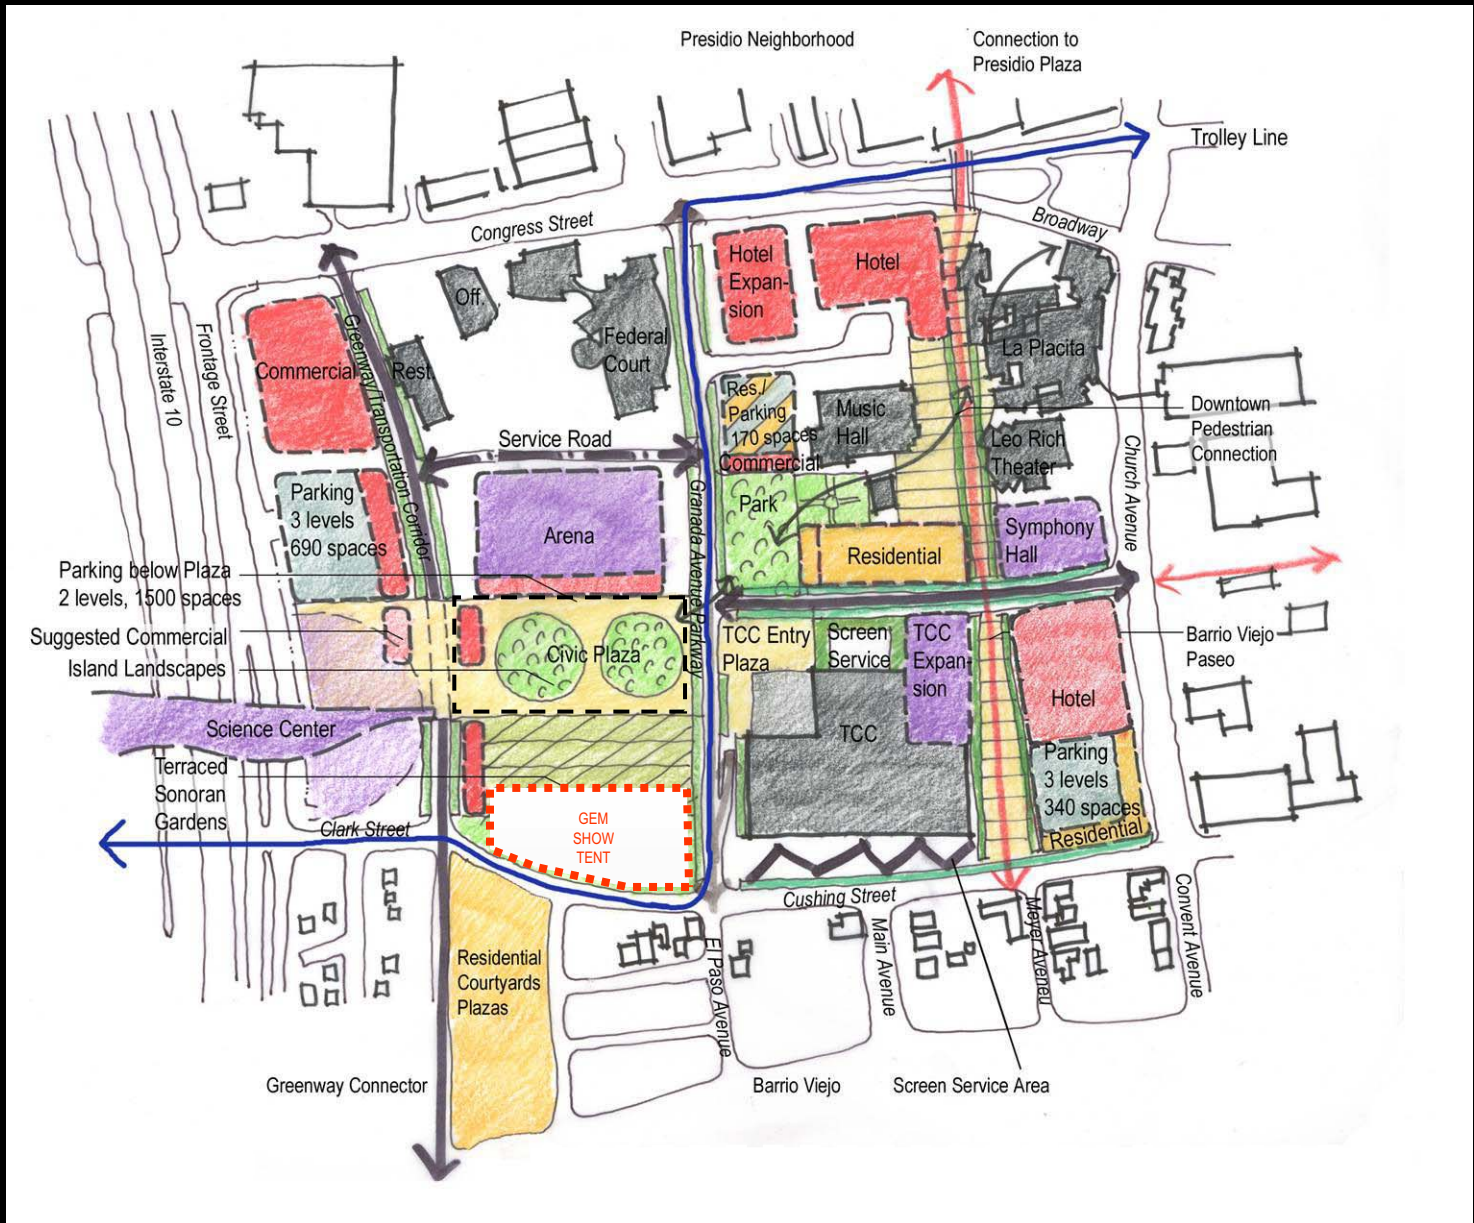 Presidio Neighborhood
Connection to
Presidio Plaza
Trolley Line
Congress Street
Broadway
Hotel
Expan-
sion
Hotel
Off.
Federal
Court
La Placita
Interstate 10
Frontage Street
Commercial
Greenway/Transportation Corridor
Rest.
Res./
Parking
170 spaces
Commercial
Music
Hall
Leo Rich
Theater
Downtown
Pedestrian
Connection
Church Avenue
Service Road
Parking
3 levels
690 spaces
Arena
Granada Avenue Parkway
Park
Residential
Symphony
Hall
Parking below Plaza
2 levels, 1500 spaces
Suggested Commercial
Island Landscapes
Civic Plaza
TCC Entry
Plaza
Screen
Service
TCC
Expan-
sion
Barrio Viejo
Paseo
Hotel
Science Center
TCC
Terraced
Sonoran
Gardens
Parking
3 levels
340 spaces
Residential
Clark Street
GEM
SHOW
TENT
Cushing Street
Residential
Courtyards
Plazas
El Paso Avenue
Main Avenue
Meyer Aveneu
Convent Avenue
Greenway Connector
Barrio Viejo
Screen Service Area